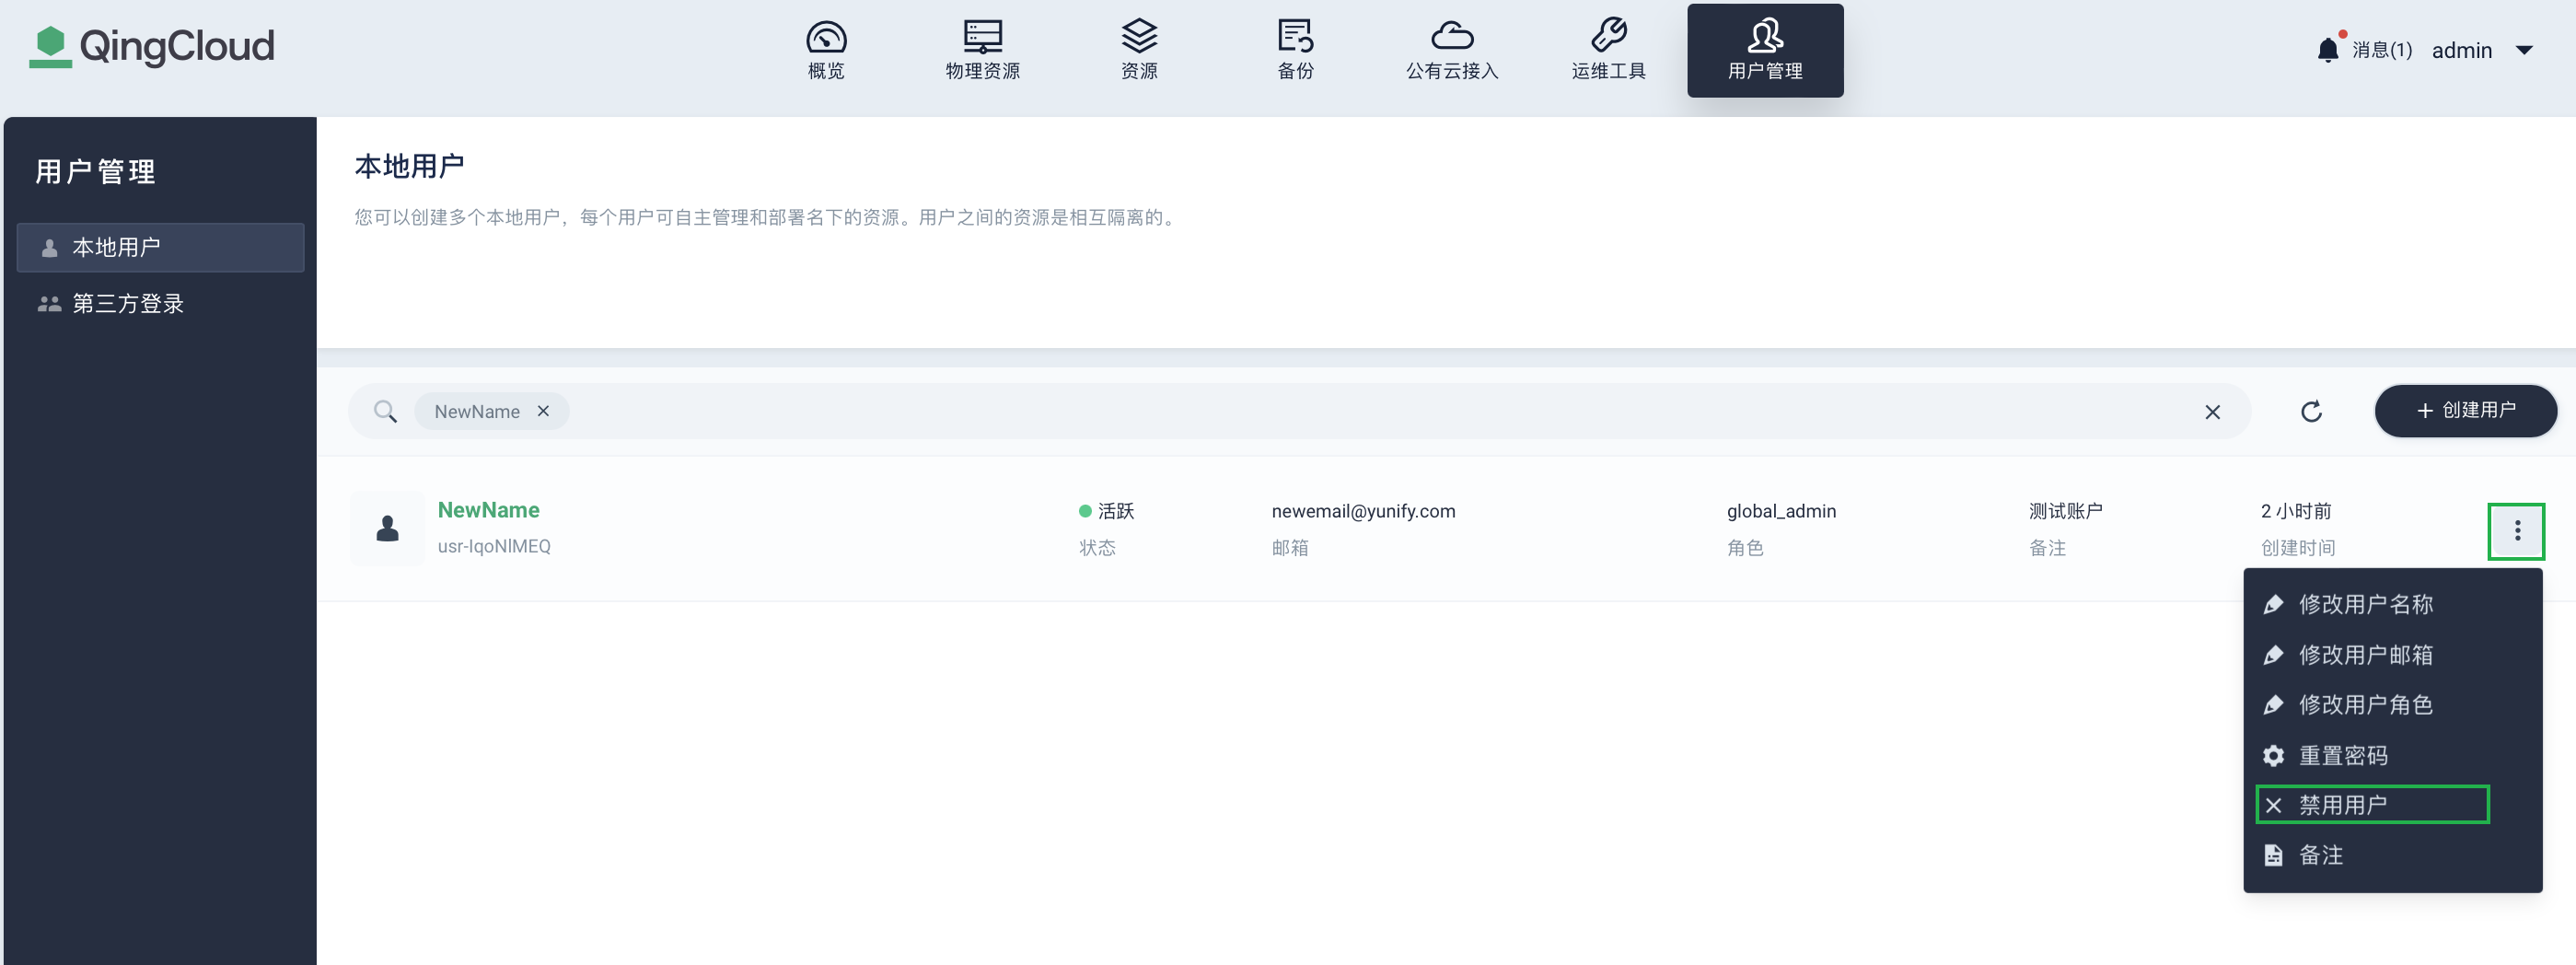 QingCloud
概览
物理资源
资源
备份
公有云接入
运维工具
用户管理
消息(1)
admin
用户管理
本地用户
第三方登录
本地用户
您可以创建多个本地用户，每个用户可自主管理和部署名下的资源。用户之间的资源是相互隔离的。
NewName
创建用户
NewName
活跃
newemail@yunify.com
global_admin
测试账户
2 小时前
usr-lqoNlMEQ
状态
邮箱
角色
备注
创建时间
修改用户名称
修改用户邮箱
修改用户角色
重置密码
禁用用户
备注